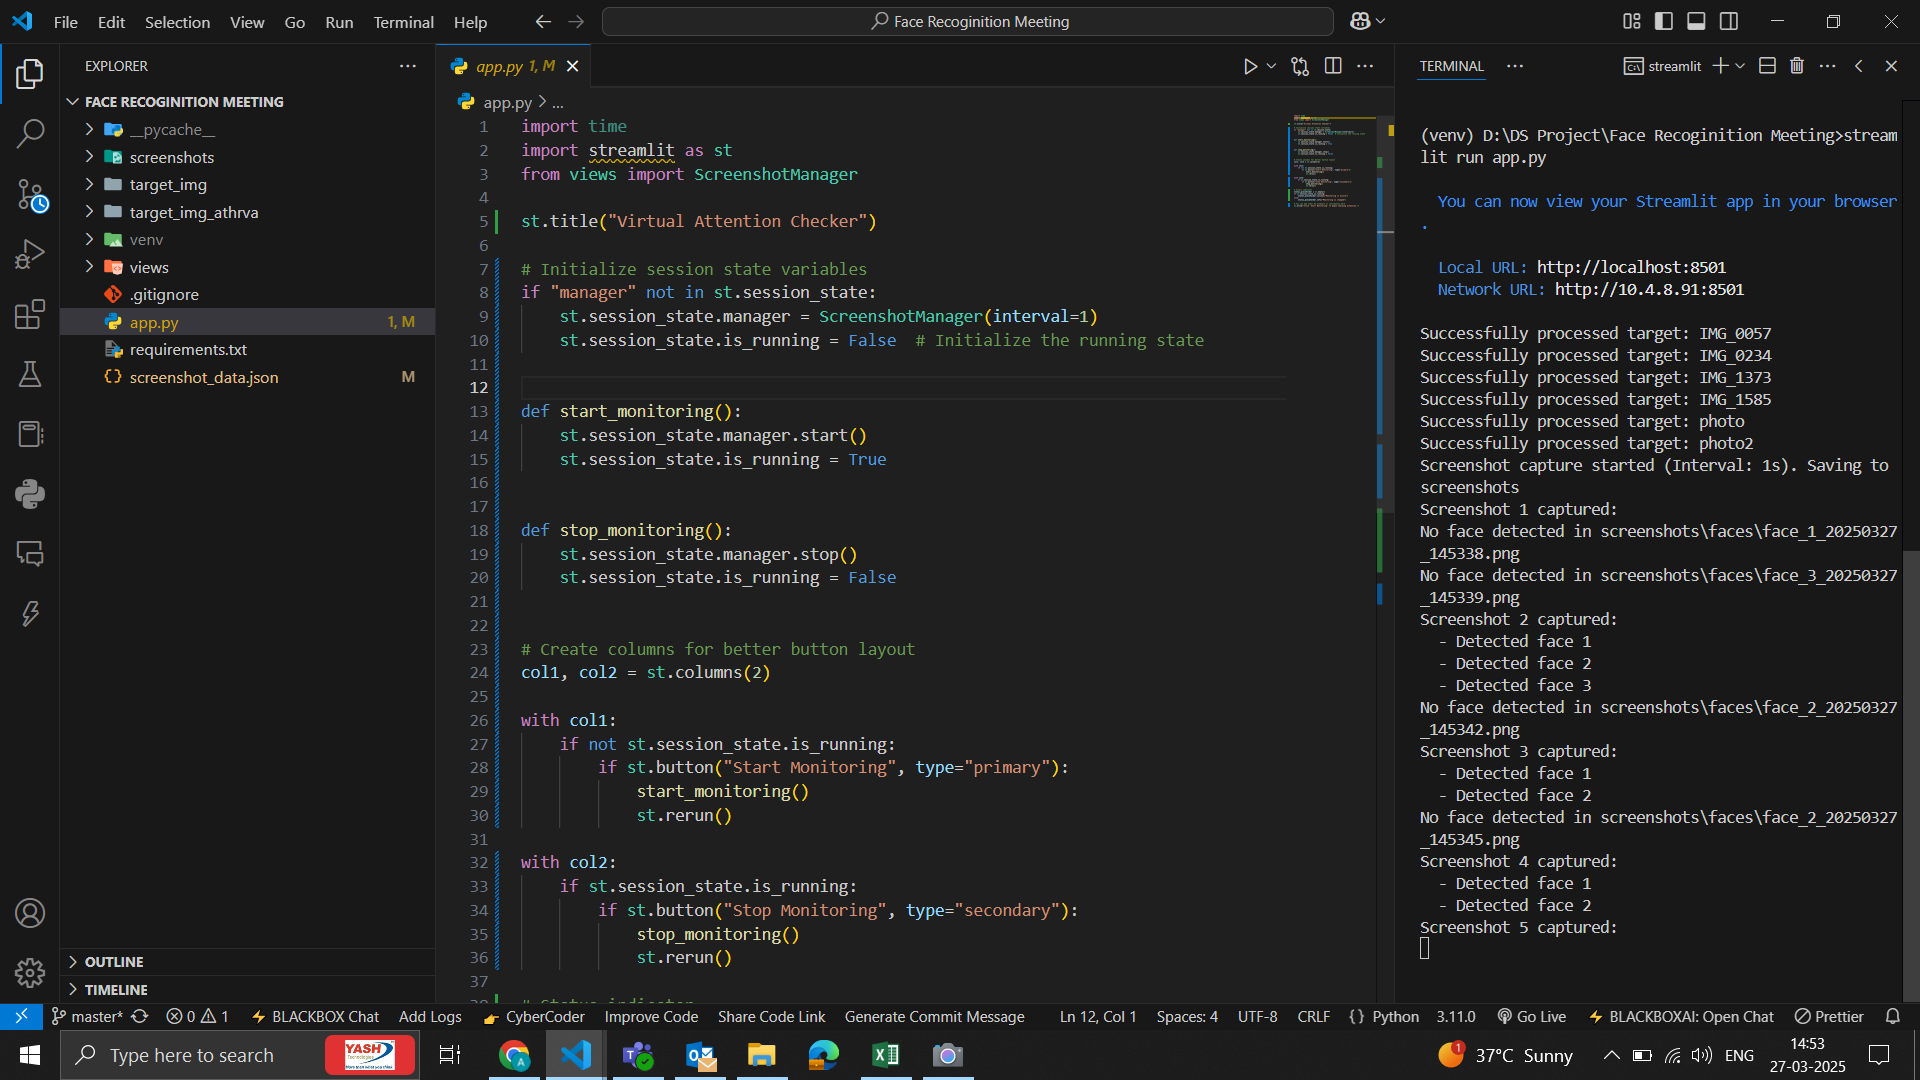 File Edit Selection View Go Run Terminal Help
Face Recoginition Meeting
EXPLORER
FACE RECOGINITION MEETING
__pycache__
screenshots
target_img
target_img_athrva
venv
views
.gitignore
app.py 1, M
requirements.txt
screenshot_data.json M
OUTLINE
TIMELINE
app.py 1, M
app.py > ...
1 import time
2 import streamlit as st
3 from views import ScreenshotManager
4
5 st.title("Virtual Attention Checker")
6
7 # Initialize session state variables
8 if "manager" not in st.session_state:
9 st.session_state.manager = ScreenshotManager(interval=1)
10 st.session_state.is_running = False # Initialize the running state
11
12
13 def start_monitoring():
14 st.session_state.manager.start()
15 st.session_state.is_running = True
16
17
18 def stop_monitoring():
19 st.session_state.manager.stop()
20 st.session_state.is_running = False
21
22
23 # Create columns for better button layout
24 col1, col2 = st.columns(2)
25
26 with col1:
27 if not st.session_state.is_running:
28 if st.button("Start Monitoring", type="primary"):
29 start_monitoring()
30 st.rerun()
31
32 with col2:
33 if st.session_state.is_running:
34 if st.button("Stop Monitoring", type="secondary"):
35 stop_monitoring()
36 st.rerun()
37
38 # Status indicator
TERMINAL
streamlit
(venv) D:\DS Project\Face Recoginition Meeting>stream
lit run app.py
You can now view your Streamlit app in your browser
.
Local URL: http://localhost:8501
Network URL: http://10.4.8.91:8501
Successfully processed target: IMG_0057
Successfully processed target: IMG_0234
Successfully processed target: IMG_1373
Successfully processed target: IMG_1585
Successfully processed target: photo
Successfully processed target: photo2
Screenshot capture started (Interval: 1s). Saving to
screenshots
Screenshot 1 captured:
No face detected in screenshots\faces\face_1_20250327
_145338.png
No face detected in screenshots\faces\face_3_20250327
_145339.png
Screenshot 2 captured:
- Detected face 1
- Detected face 2
- Detected face 3
No face detected in screenshots\faces\face_2_20250327
_145342.png
Screenshot 3 captured:
- Detected face 1
- Detected face 2
No face detected in screenshots\faces\face_2_20250327
_145345.png
Screenshot 4 captured:
- Detected face 1
- Detected face 2
Screenshot 5 captured:
master* 0 1 BLACKBOX Chat Add Logs CyberCoder Improve Code Share Code Link Generate Commit Message Ln 12, Col 1 Spaces: 4 UTF-8 CRLF {} Python 3.11.0 Go Live BLACKBOXAI: Open Chat Prettier
Type here to search
YASH
1 37°C Sunny
ENG
14:53
27-03-2025